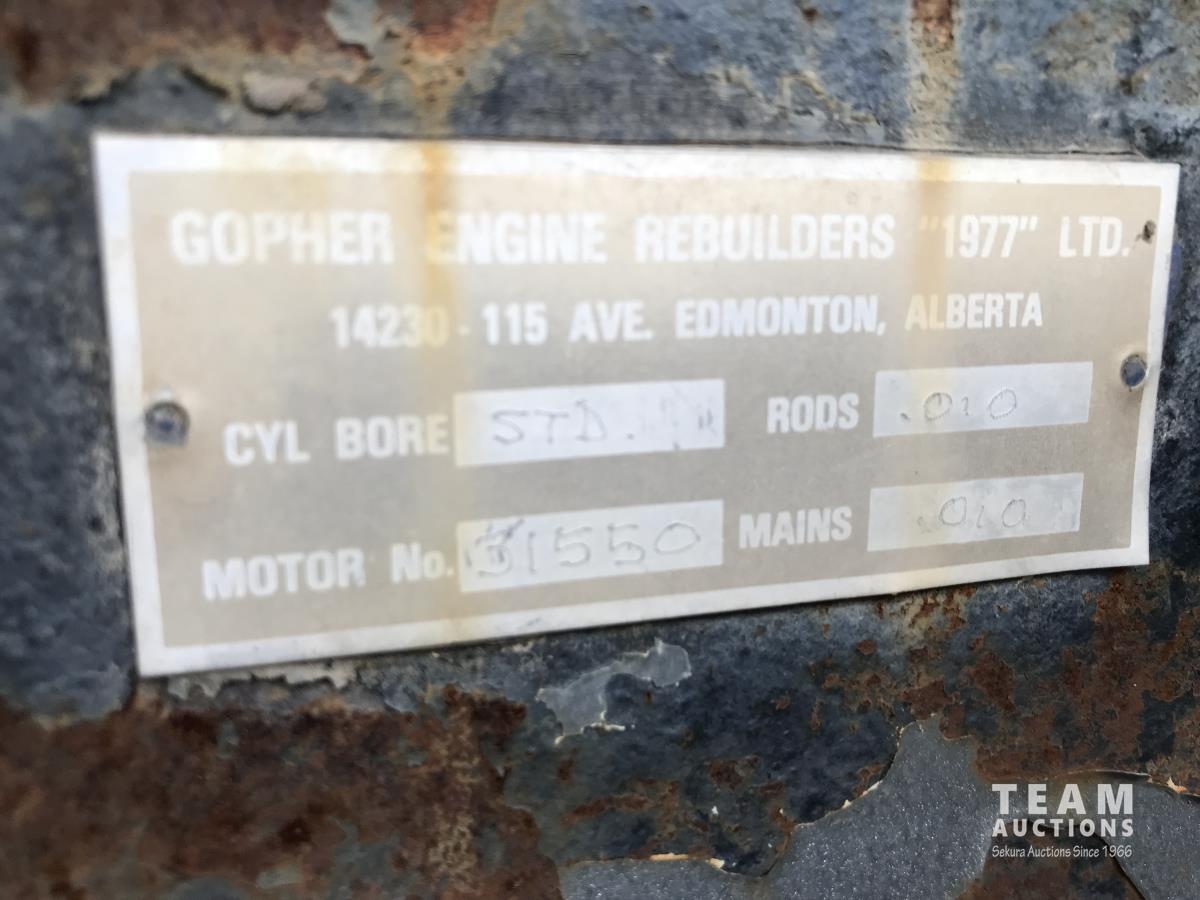 GOPHER ENGINE REBUILDERS "1977" LTD.
14230 - 115 AVE. EDMONTON, ALBERTA
CYL BORE STD. RODS .010
MOTOR No. 31550 MAINS .010
TEAM
AUCTIONS
Sekura Auctions Since 1966